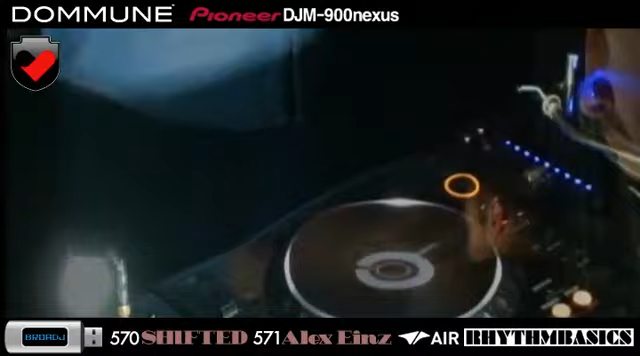 DOMMUNE Pioneer DJM-900nexus
BROADJ 570 SHIFTED 571 Alex Einz AIR RHYTHMBASICS